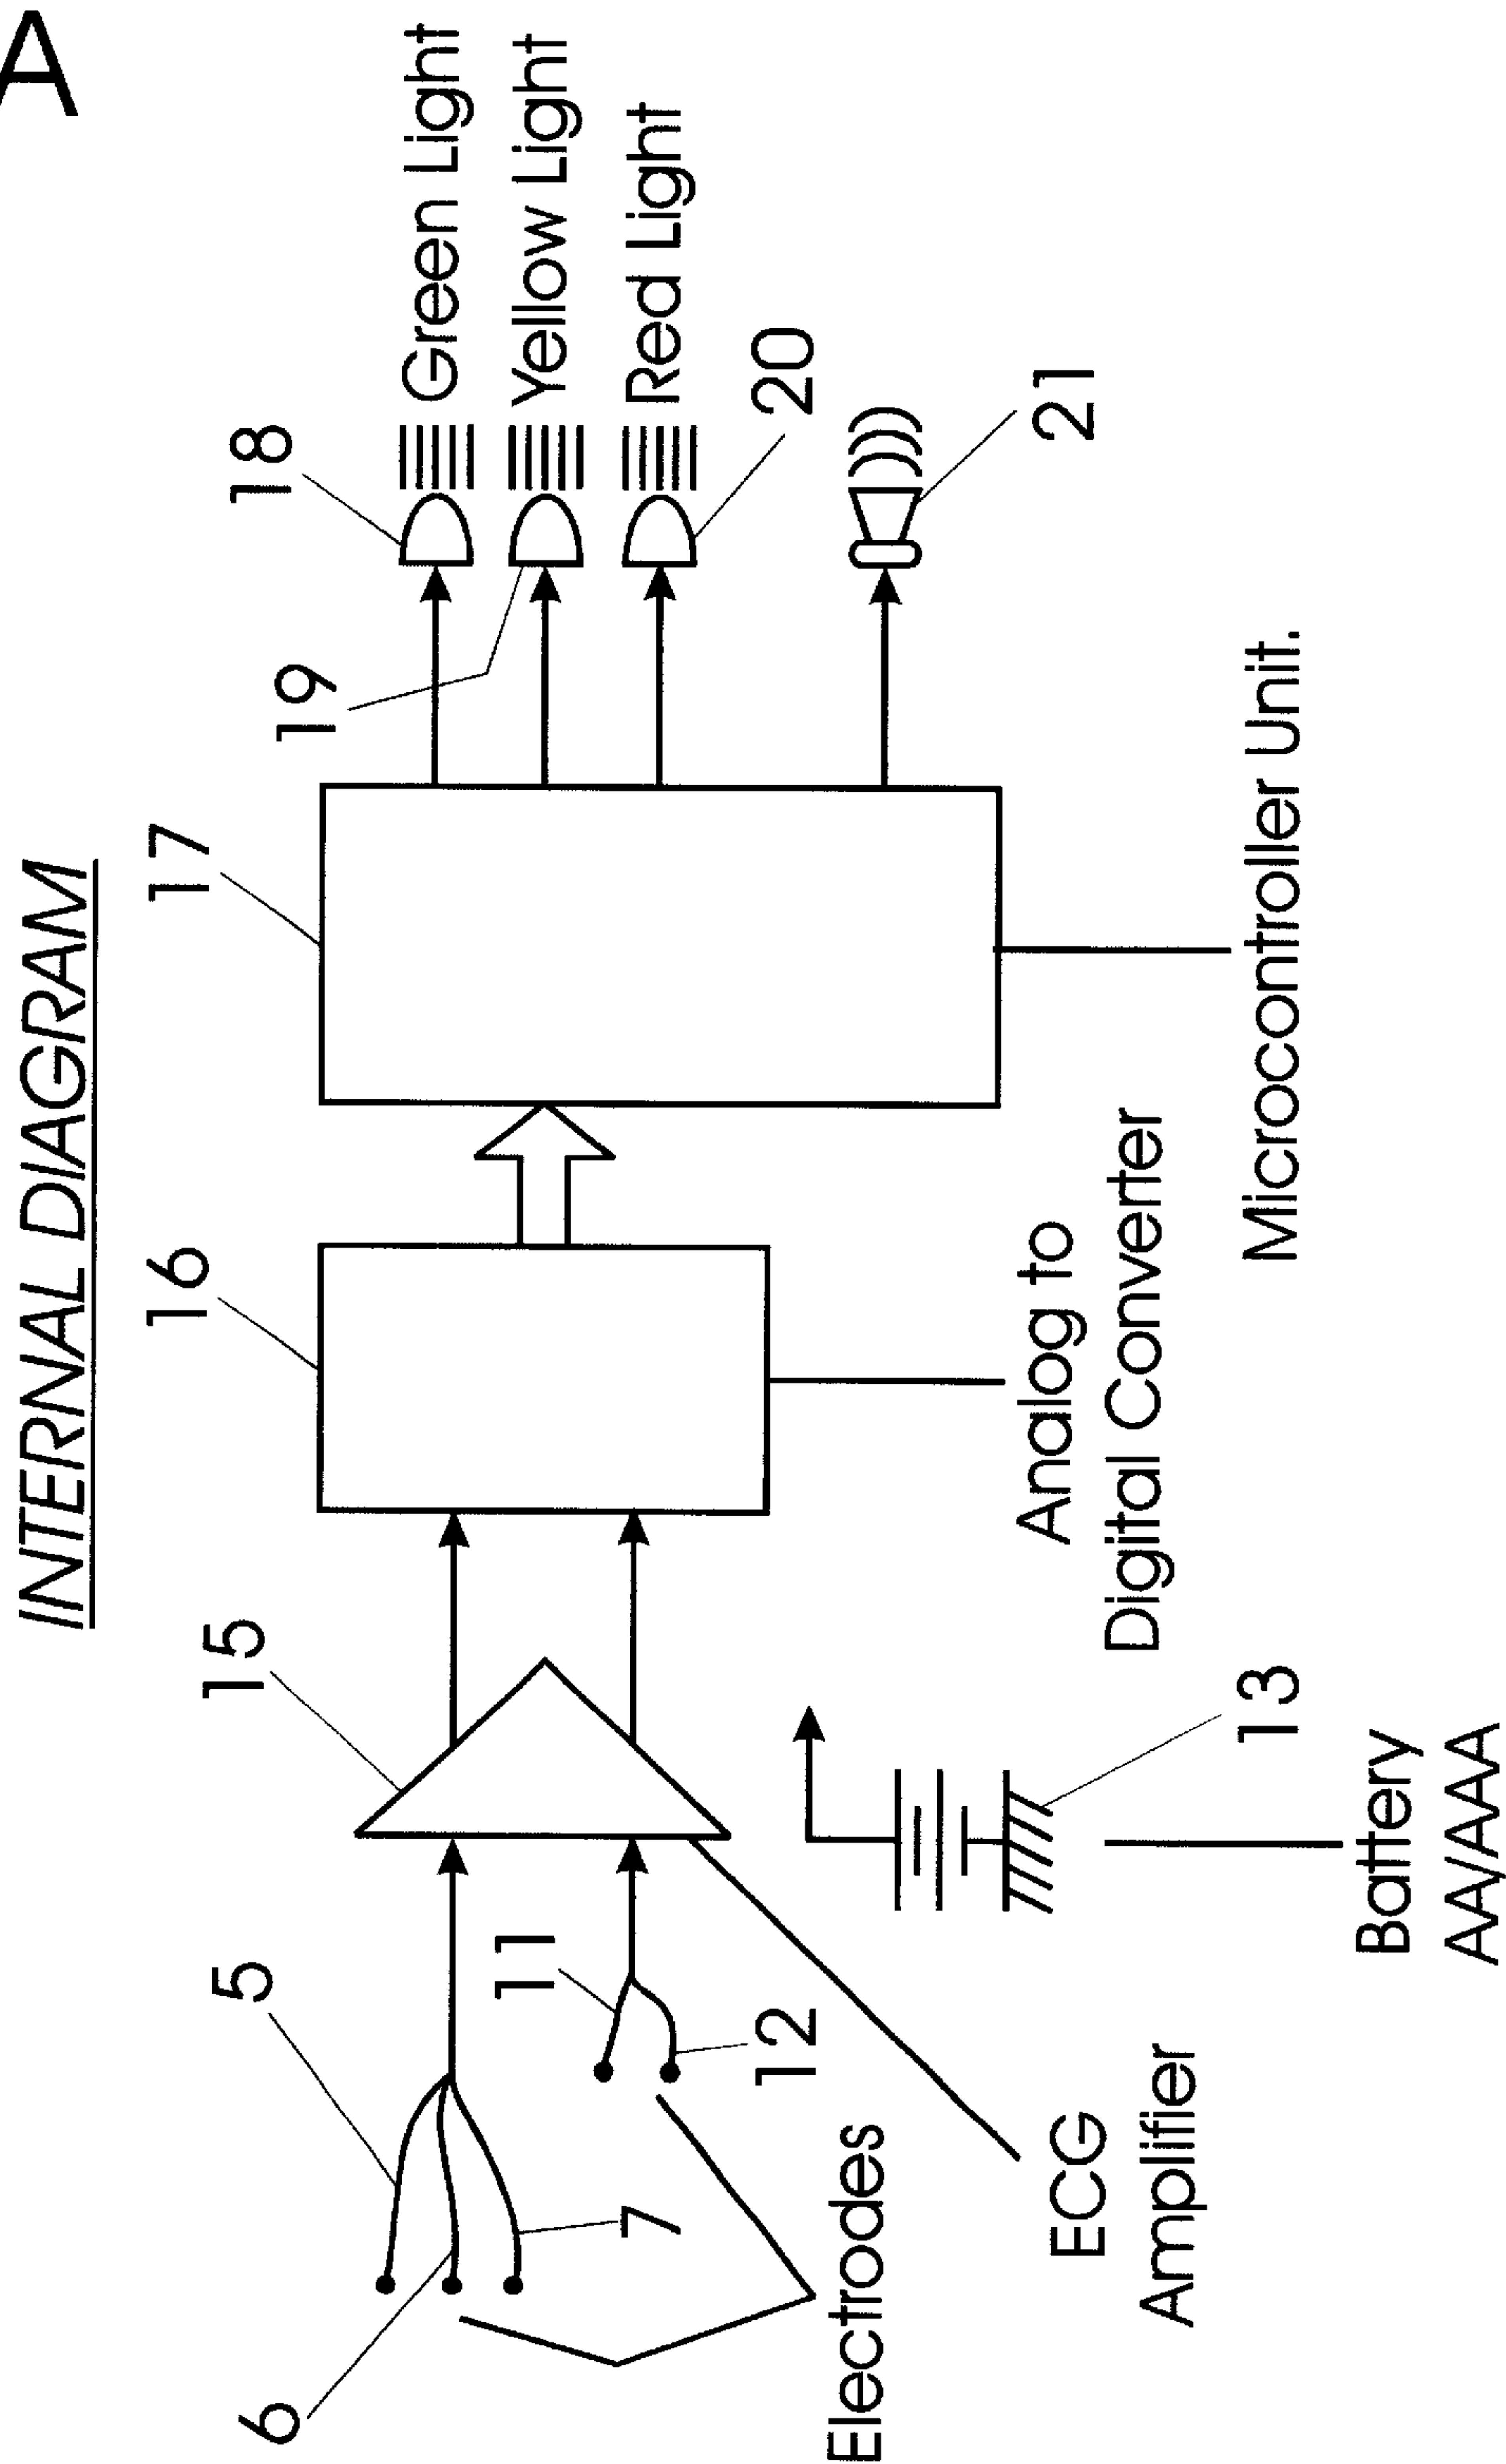 A
INTERNAL DIAGRAM
5
6
7
11
12
15
16
17
18
19
20
21
13
Green Light
Yellow Light
Red Light
Electrodes
ECG
Amplifier
Battery
AA/AAA
Analog to
Digital Converter
Microcontroller Unit.